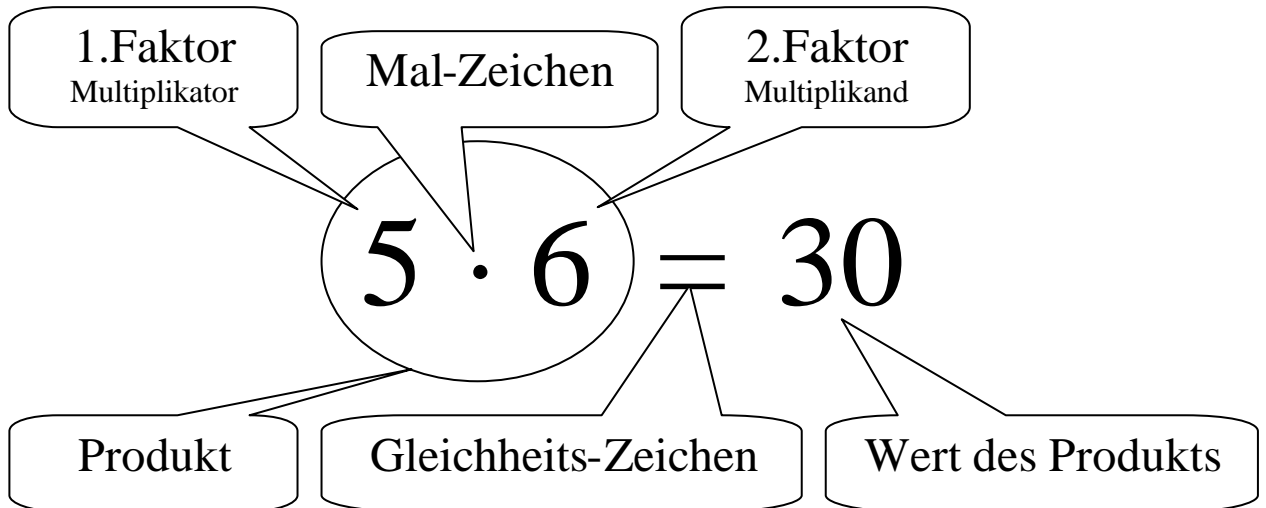 1.Faktor
Multiplikator
Mal-Zeichen
2.Faktor
Multiplikand
5 · 6 = 30
Produkt
Gleichheits-Zeichen
Wert des Produkts